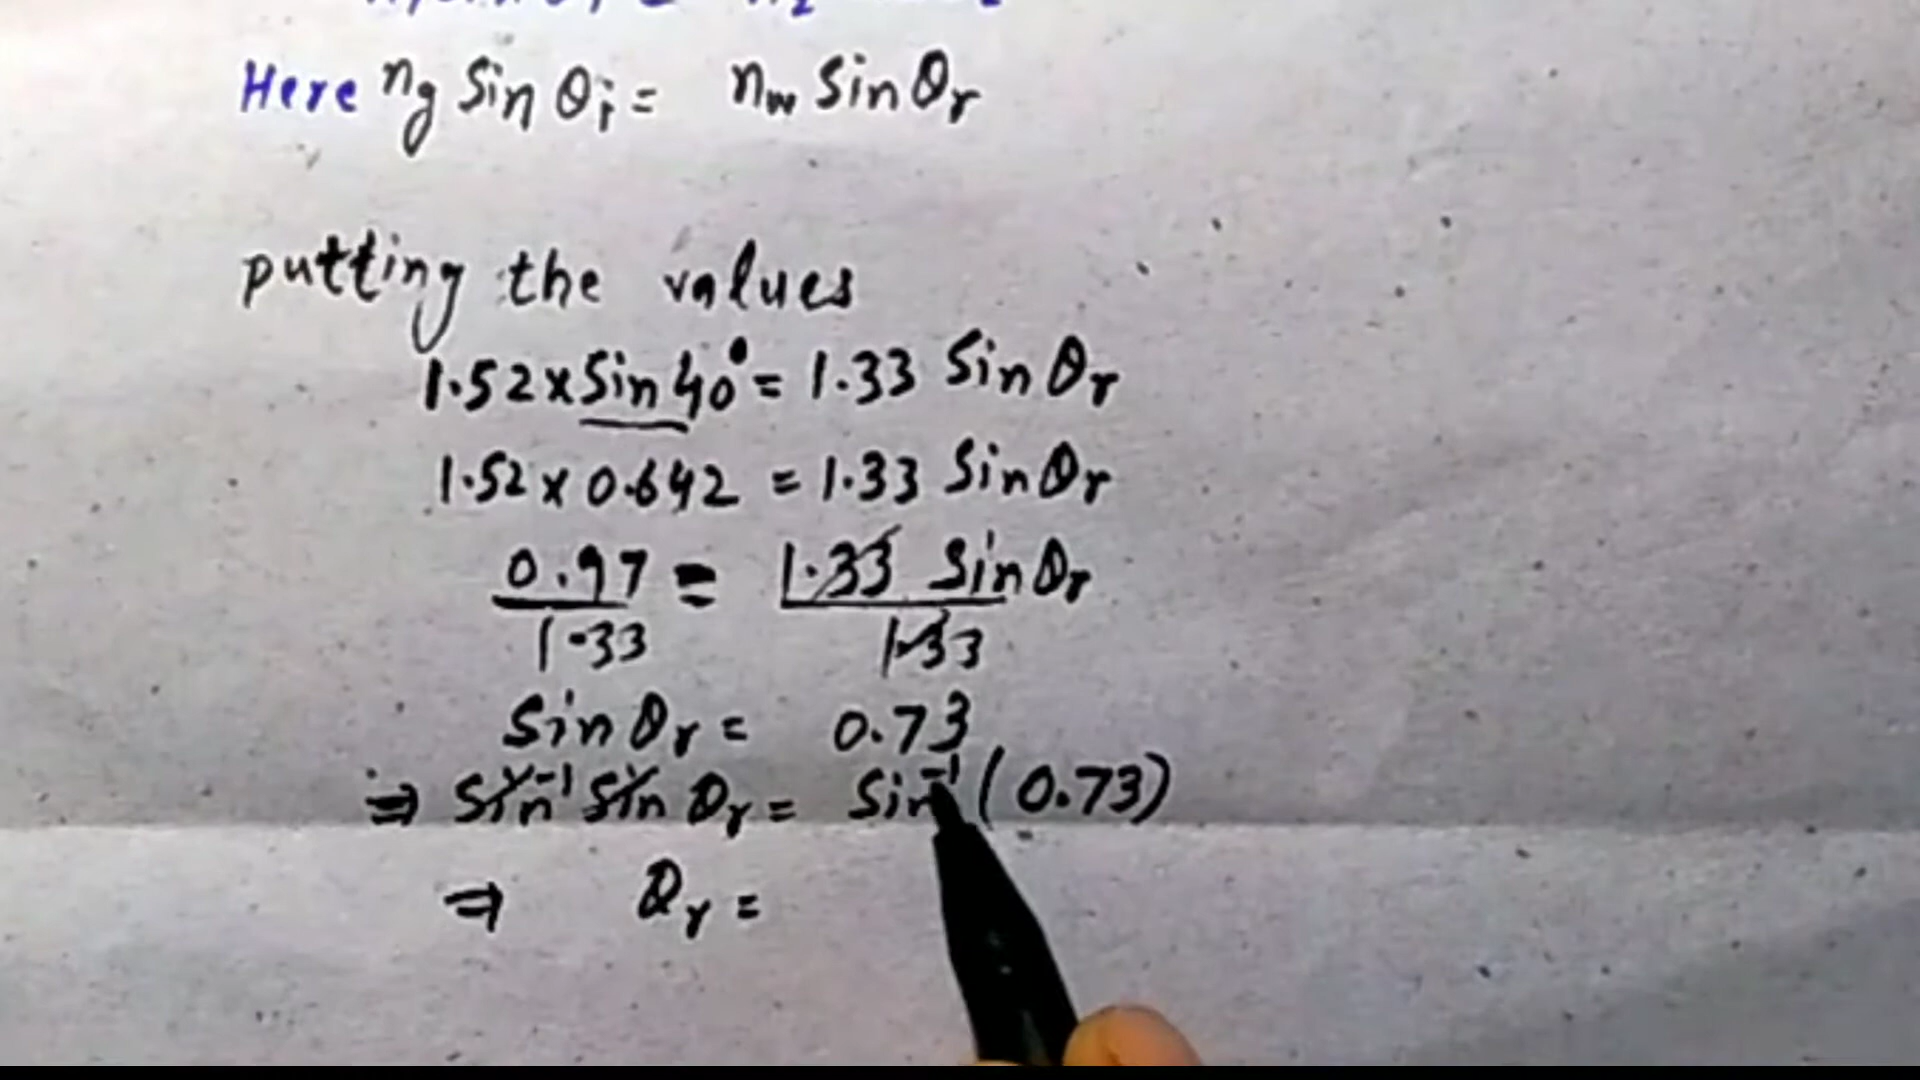 Here ng Sin θi = nw Sin θr
putting the values
1.52 x Sin 40° = 1.33 Sin θr
1.52 x 0.642 = 1.33 Sin θr
0.97 = 1.33 Sin θr
1.33 1.33
Sin θr = 0.73
⇒ Sin⁻¹ Sin θr = Sin⁻¹ (0.73)
⇒ θr =